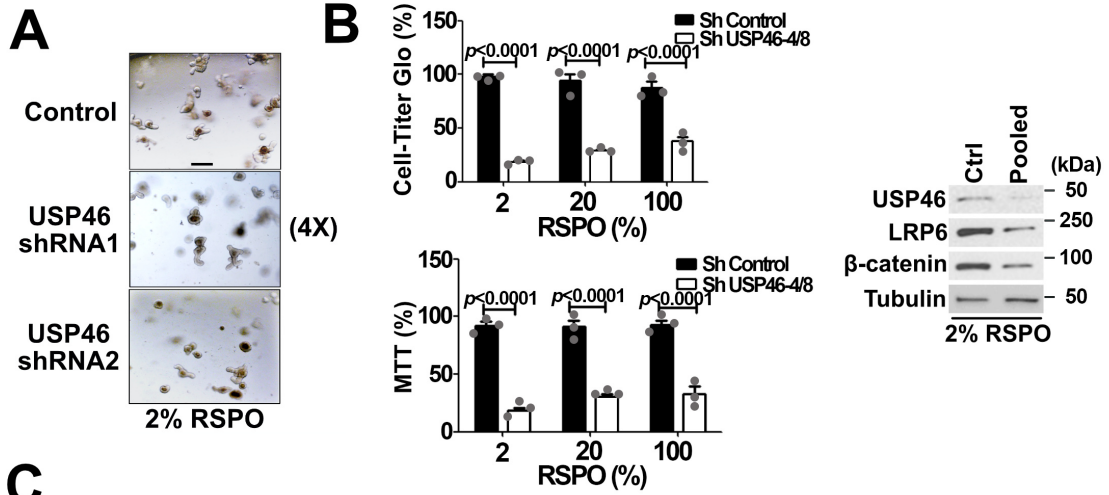 A
Control
USP46
shRNA1
(4X)
USP46
shRNA2
2% RSPO
B
Cell-Titer Glo (%)
150
100
50
0
Sh Control
Sh USP46-4/8
p<0.0001
p<0.0001
p<0.0001
2
20
100
RSPO (%)
MTT (%)
150
100
50
0
Sh Control
Sh USP46-4/8
p<0.0001
p<0.0001
p<0.0001
2
20
100
RSPO (%)
Ctrl
Pooled
(kDa)
USP46
50
LRP6
250
β-catenin
100
Tubulin
50
2% RSPO
C